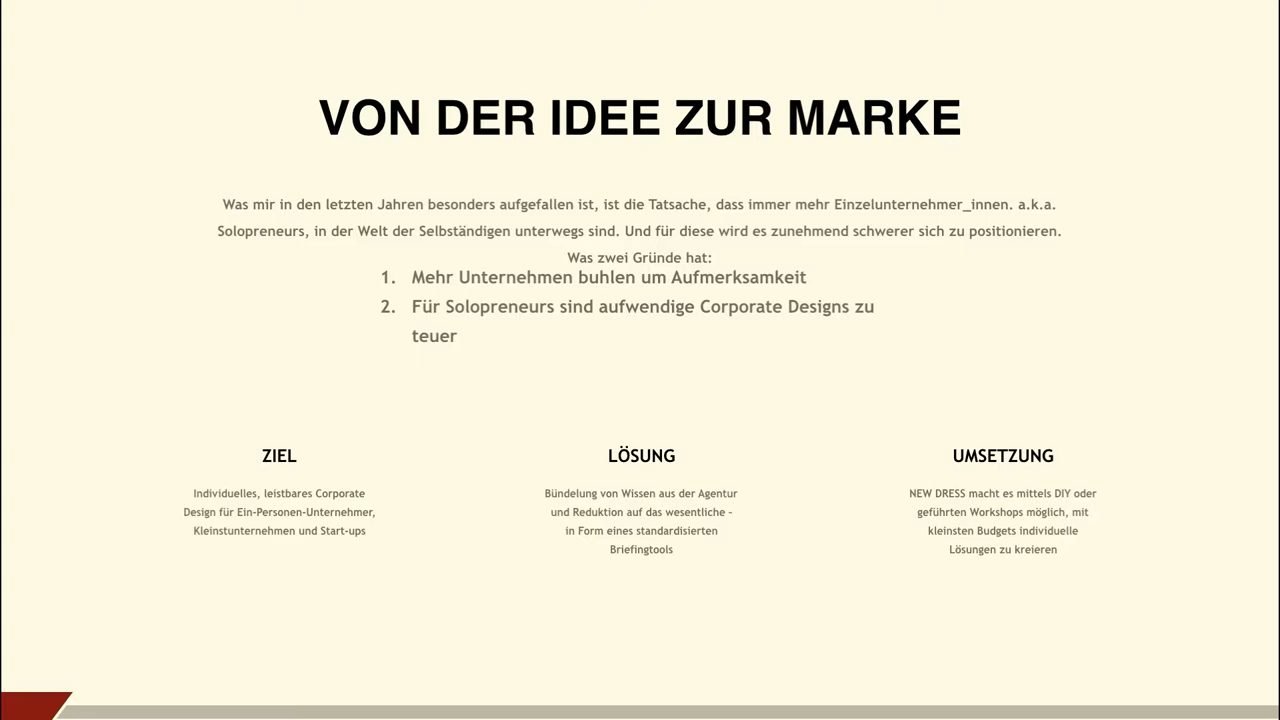 VON DER IDEE ZUR MARKE
Was mir in den letzten Jahren besonders aufgefallen ist, ist die Tatsache, dass immer mehr Einzelunternehmer_innen. a.k.a.
Solopreneurs, in der Welt der Selbständigen unterwegs sind. Und für diese wird es zunehmend schwerer sich zu positionieren.
Was zwei Gründe hat:
1. Mehr Unternehmen buhlen um Aufmerksamkeit
2. Für Solopreneurs sind aufwendige Corporate Designs zu
teuer
ZIEL
Individuelles, leistbares Corporate
Design für Ein-Personen-Unternehmer,
Kleinstunternehmen und Start-ups
LÖSUNG
Bündelung von Wissen aus der Agentur
und Reduktion auf das wesentliche –
in Form eines standardisierten
Briefingtools
UMSETZUNG
NEW DRESS macht es mittels DIY oder
geführten Workshops möglich, mit
kleinsten Budgets individuelle
Lösungen zu kreieren